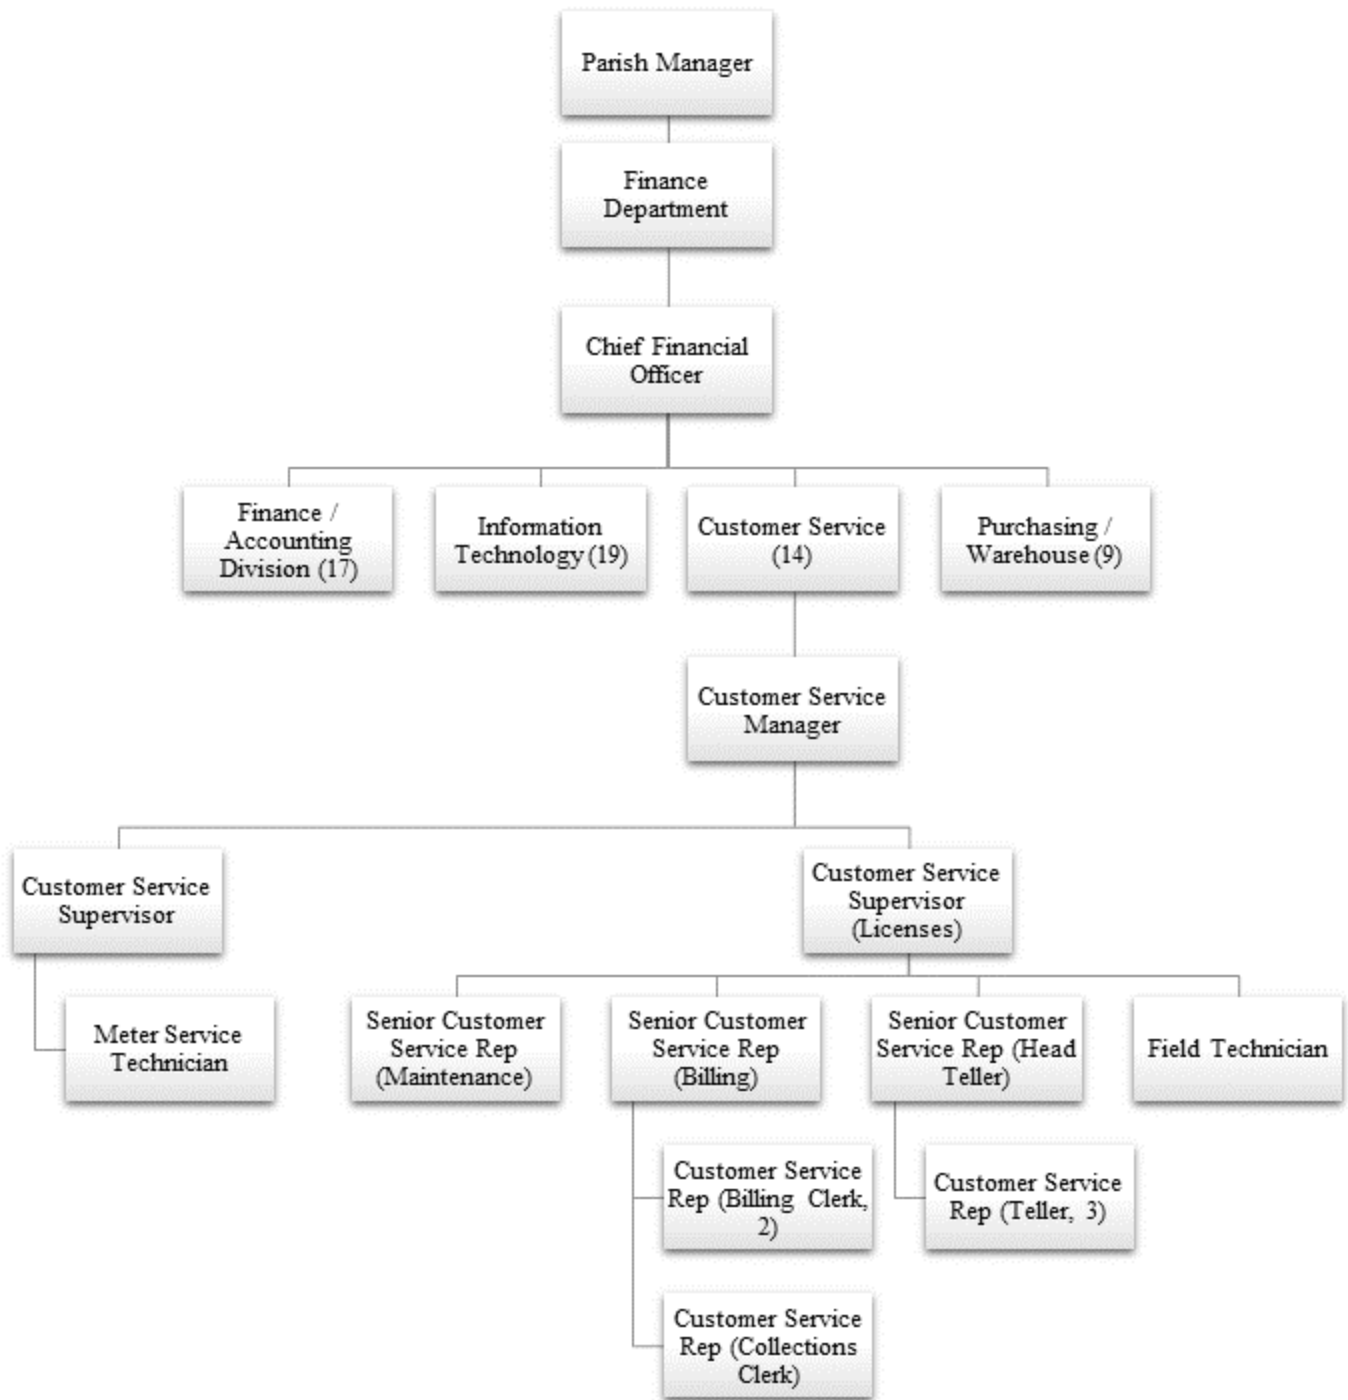 Parish Manager
Finance
Department
Chief Financial
Officer
Finance /
Accounting
Division (17)
Information
Technology (19)
Customer Service
(14)
Purchasing /
Warehouse (9)
Customer Service
Manager
Customer Service
Supervisor
Customer Service
Supervisor
(Licenses)
Meter Service
Technician
Senior Customer
Service Rep
(Maintenance)
Senior Customer
Service Rep
(Billing)
Senior Customer
Service Rep (Head
Teller)
Field Technician
Customer Service
Rep (Billing Clerk,
2)
Customer Service
Rep (Teller, 3)
Customer Service
Rep (Collections
Clerk)